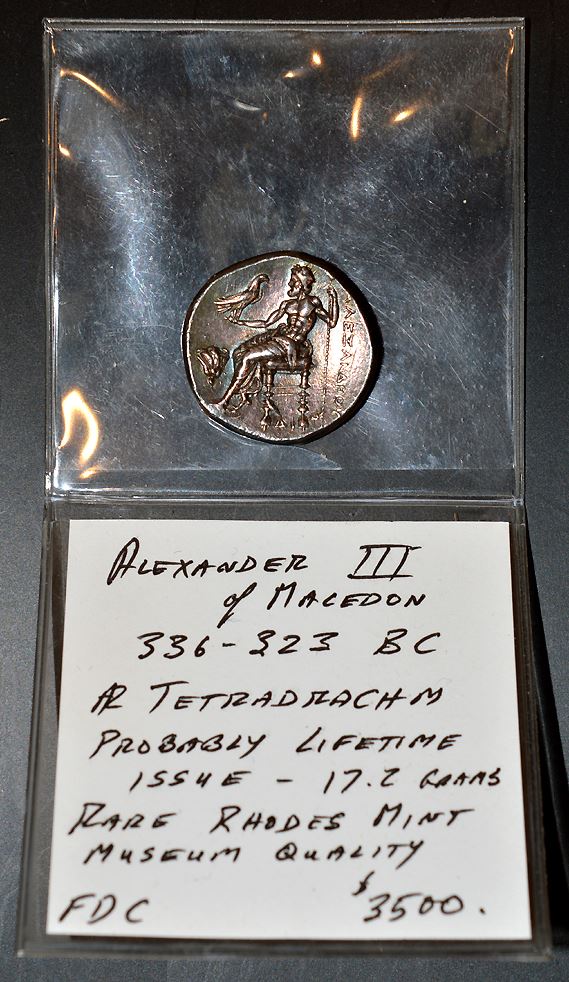 ΑΛΕΞΑΝΔΡΟΥ
ALEXANDER III
of MACEDON
336-323 BC
AR TETRADRACHM
PROBABLY LIFETIME
ISSUE - 17.2 GRAMS
RARE RHODES MINT
MUSEUM QUALITY
FDC $3500.